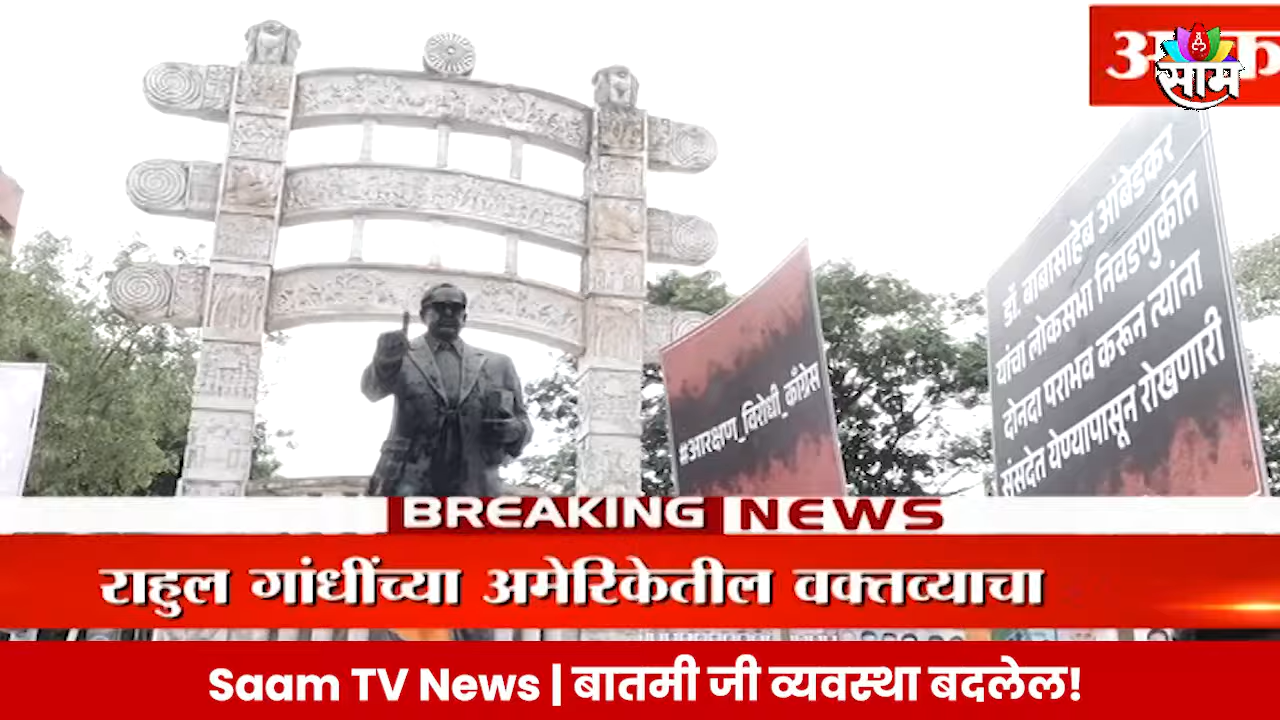 साम
डॉ. बाबासाहेब आंबेडकर
यांचा लोकसभा निवडणुकीत
दोनदा पराभव करून त्यांना
संसदेत येण्यापासून रोखणारी
#आरक्षण_विरोधी_काँग्रेस
BREAKING NEWS
राहुल गांधींच्या अमेरिकेतील वक्तव्याचा
Saam TV News | बातमी जी व्यवस्था बदलेल!